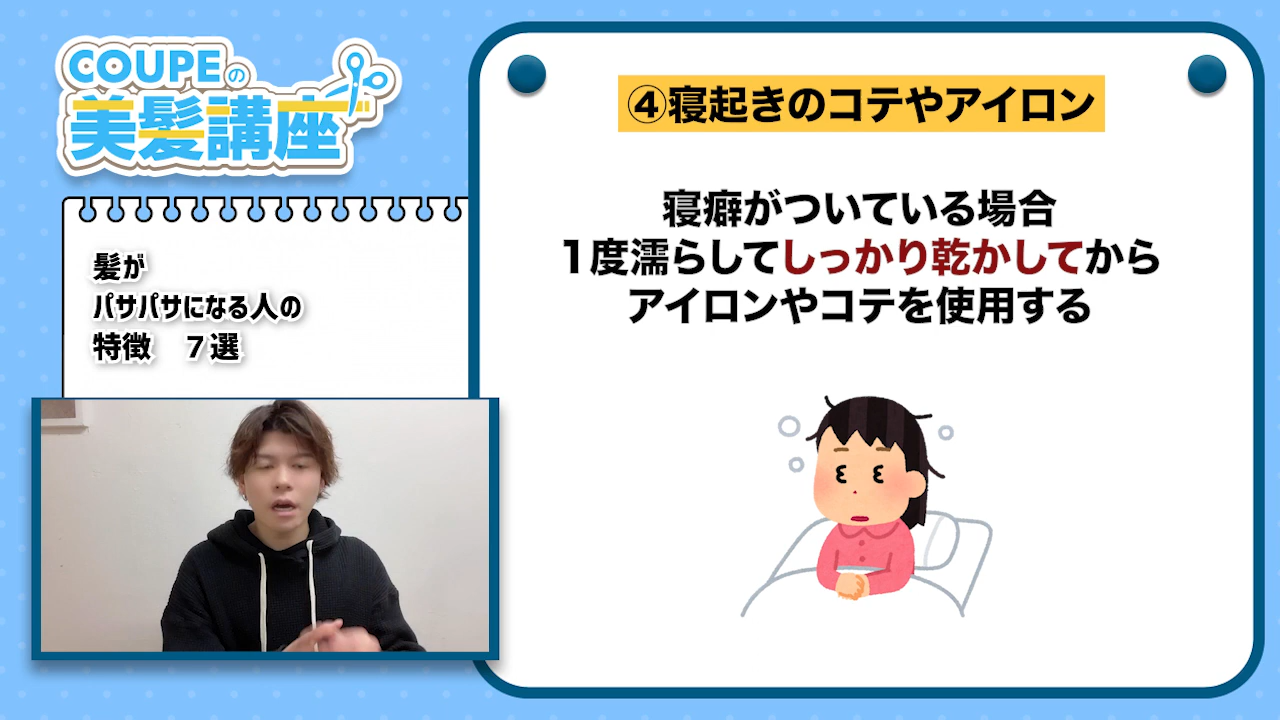 COUPEの
美髪講座
髪が
パサパサになる人の
特徴　７選
④寝起きのコテやアイロン
寝癖がついている場合
１度濡らしてしっかり乾かしてから
アイロンやコテを使用する